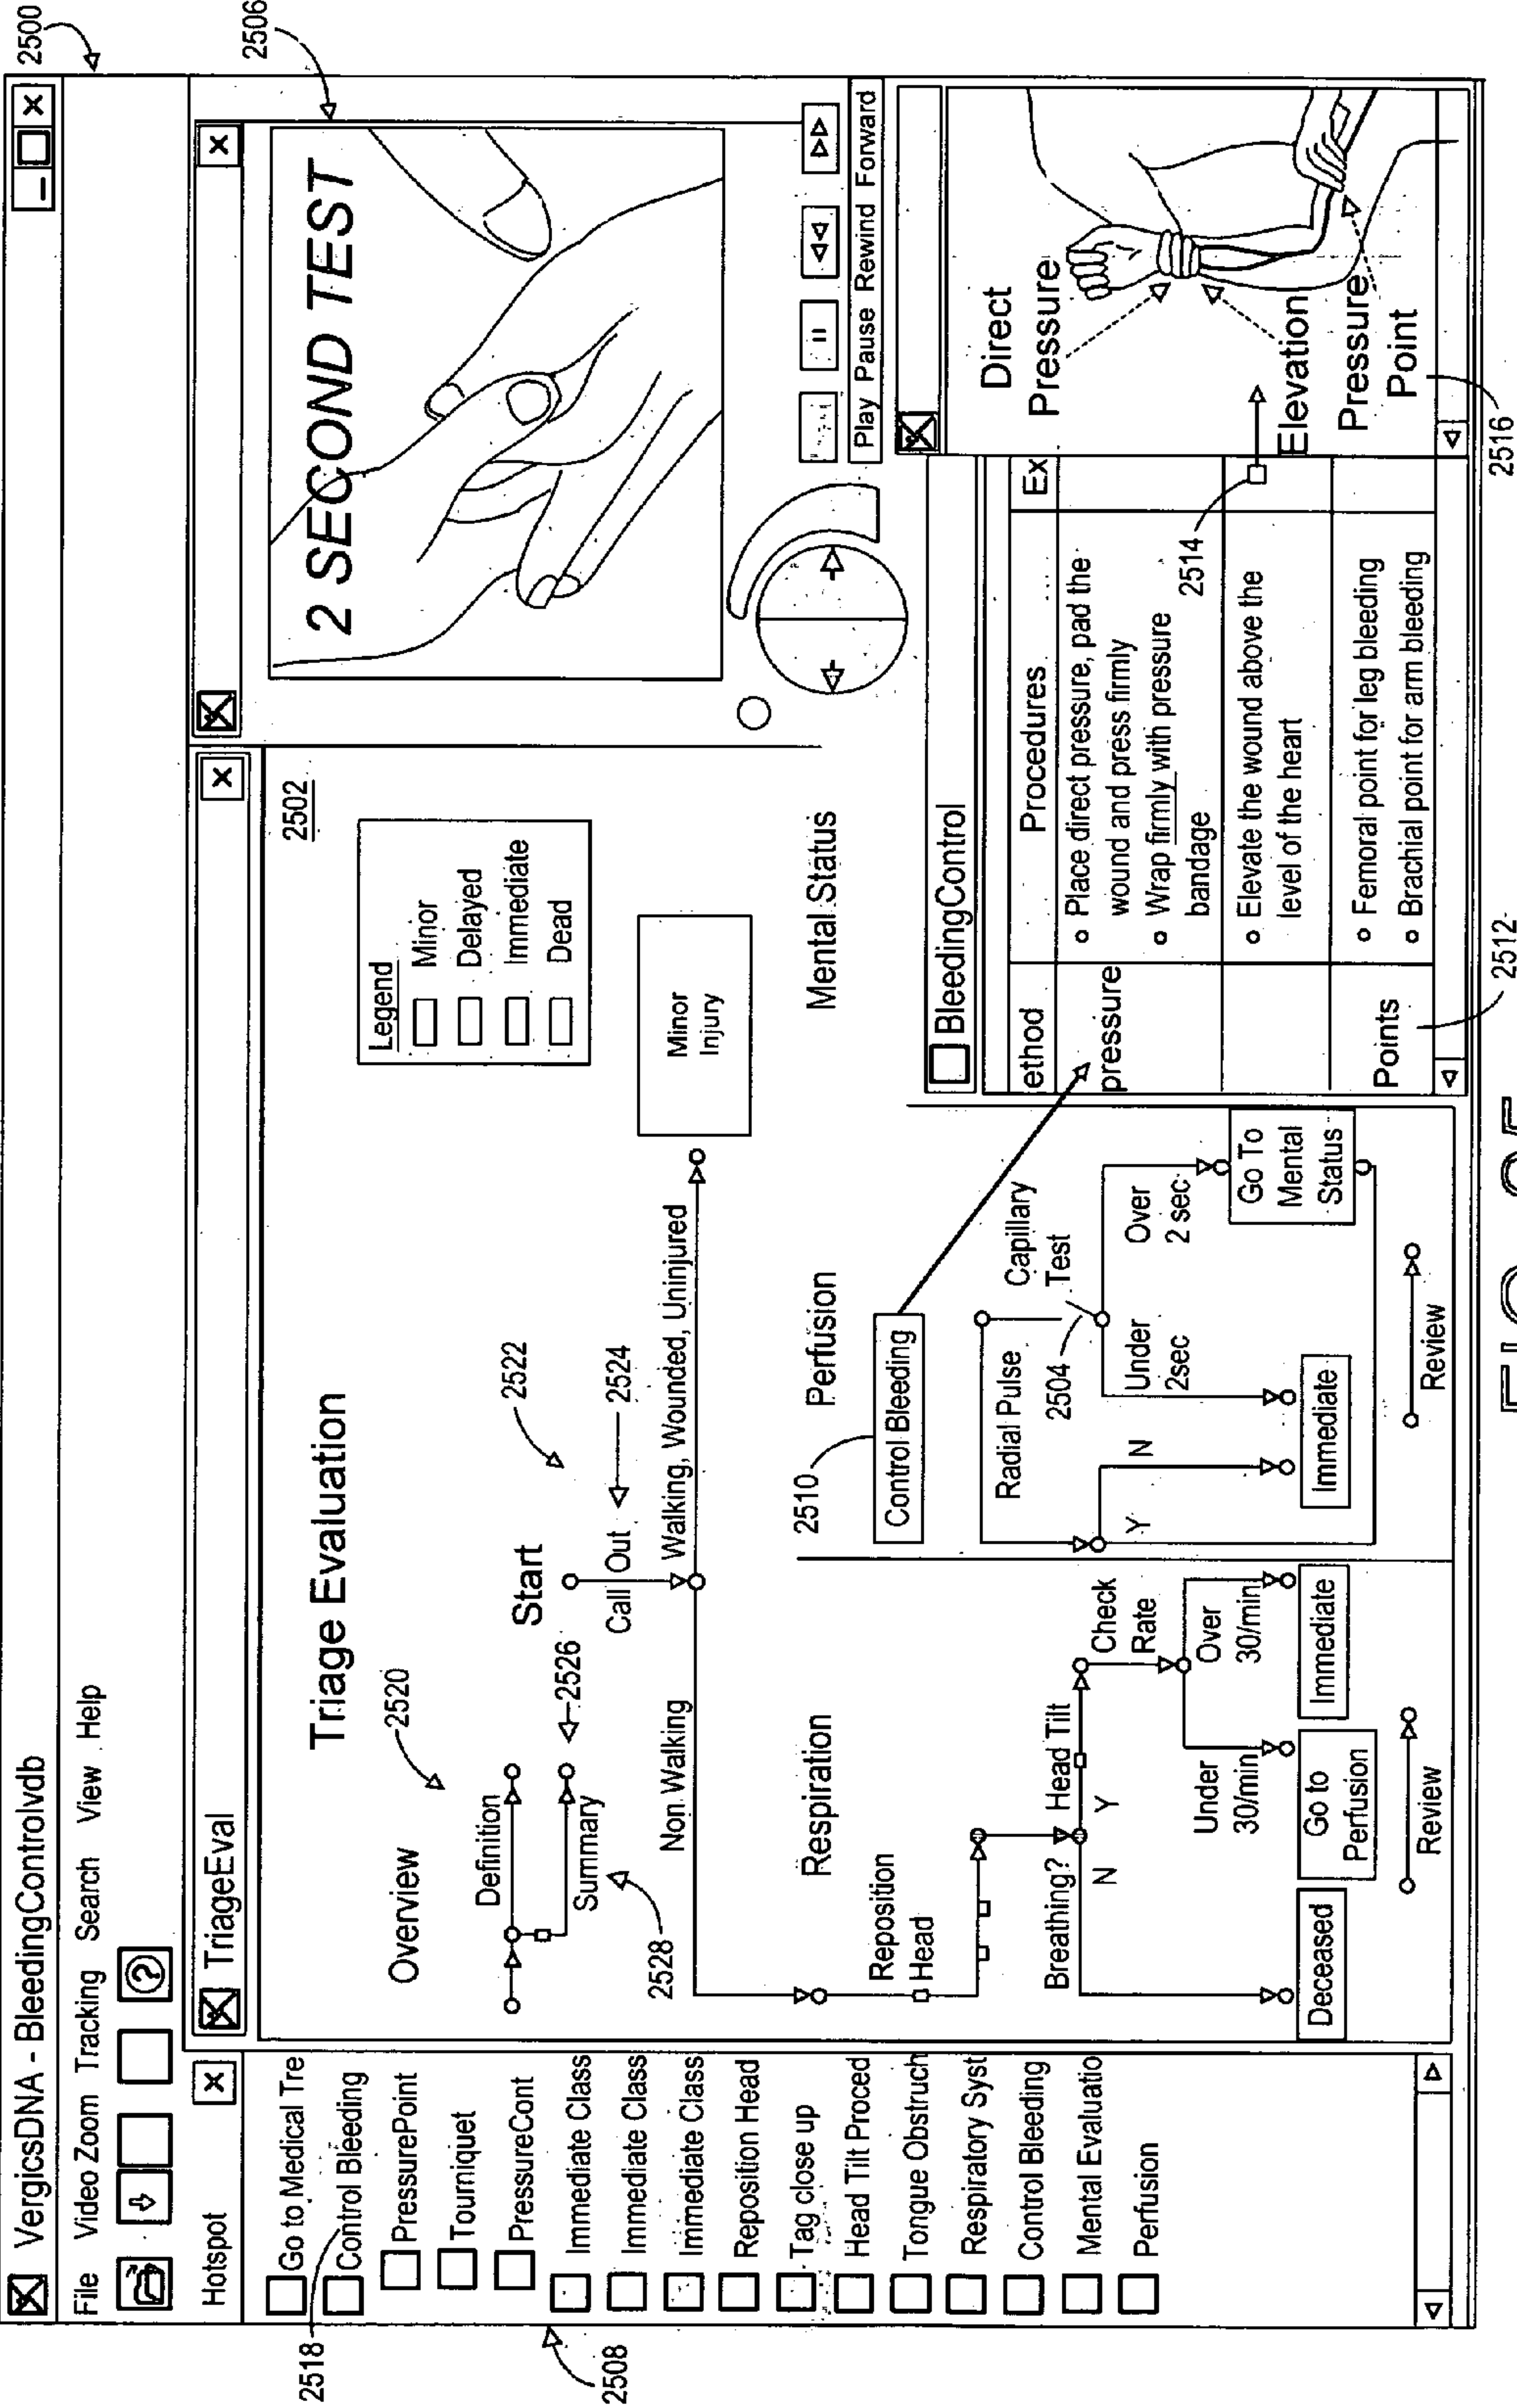 2500
VergicsDNA - BleedingControlvdb
File Video Zoom Tracking Search View Help
Hotspot
Go to Medical Tre
Control Bleeding
PressurePoint
Tourniquet
PressureCont
Immediate Class
Immediate Class
Immediate Class
Reposition Head
Tag close up
Head Tilt Proced
Tongue Obstruch
Respiratory Syst
Control Bleeding
Mental Evaluatio
Perfusion
2518
2508
TriageEval
2502
Triage Evaluation
Legend
Minor
Delayed
Immediate
Dead
Overview
2520
Definition
Summary
2526
2528
Start
2522
Call Out
2524
Non Walking
Walking, Wounded, Uninjured
Minor
Injury
Respiration
Reposition
Head
Breathing?
Head Tilt
N
Y
Check
Rate
Under
30/min
Over
30/min
Deceased
Go to
Perfusion
Immediate
Review
Perfusion
2510
Control Bleeding
Radial Pulse
2504
Capillary
Test
Y
N
Under
2sec
Over
2 sec
Immediate
Go To
Mental
Status
Review
Mental Status
2506
2 SECOND TEST
Play Pause Rewind Forward
BleedingControl
ethod
Procedures
Ex
pressure
Place direct pressure, pad the
wound and press firmly
Wrap firmly with pressure
bandage
2514
Elevate the wound above the
level of the heart
Points
Femoral point for leg bleeding
Brachial point for arm bleeding
2512
Direct
Pressure
Elevation
Pressure
Point
2516